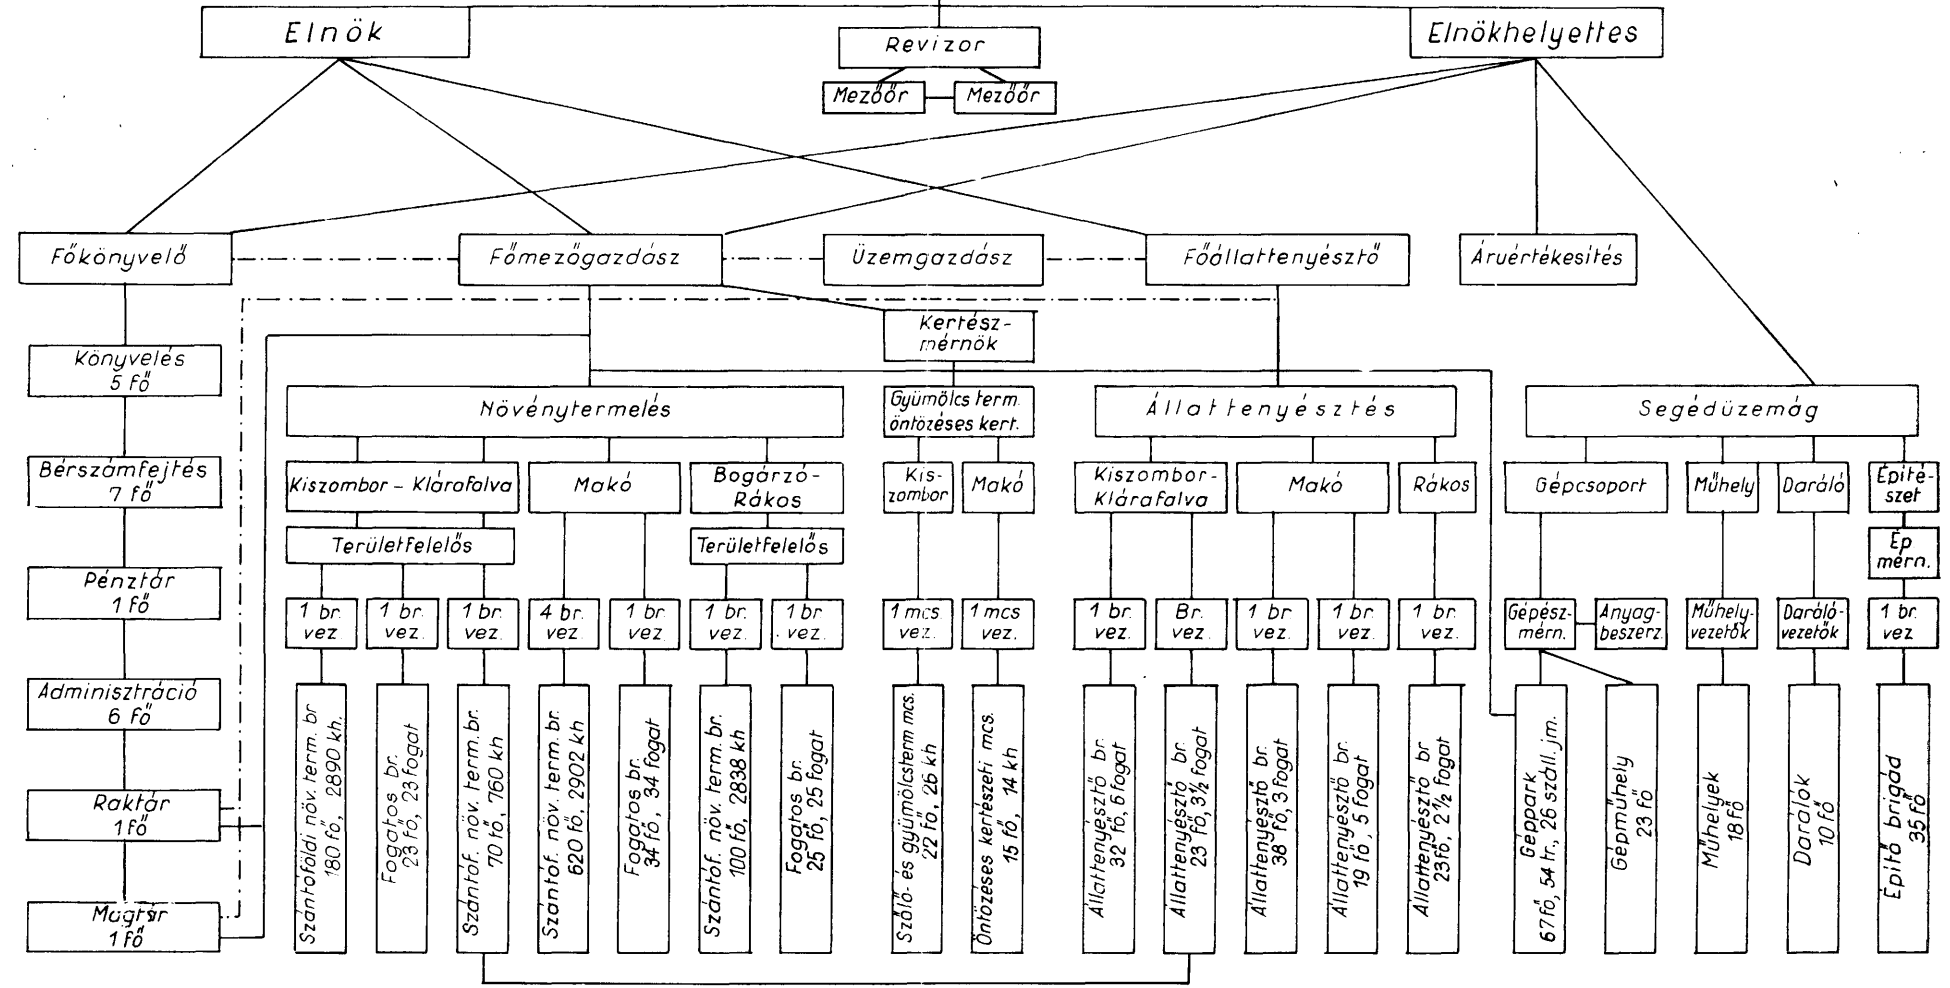 Elnök
Revizor
Elnökhelyettes
Mezőőr
Mezőőr
Főkönyvelő
Főmezőgazdász
Üzemgazdász
Főállattenyésztő
Áruértékesítés
Kertész-
mérnök
Könyvelés
5 fő
Bérszámfejtés
7 fő
Pénztár
1 fő
Adminisztráció
6 fő
Raktár
1 fő
Magtár
1 fő
Növénytermelés
Gyümölcs term.
öntözéses kert.
Állattenyésztés
Segédüzemág
Kiszombor - Klárafalva
Makó
Bogárzó-
Rákos
Kis-
zombor
Makó
Kiszombor-
Klárafalva
Makó
Rákos
Gépcsoport
Műhely
Daráló
Építé-
szet
Területfelelős
Területfelelős
Ép
mérn.
1 br.
vez.
1 br.
vez.
1 br.
vez.
4 br.
vez.
1 br.
vez.
1 br.
vez.
1 br.
vez.
1 mcs.
vez.
1 mcs
vez.
1 br.
vez.
Br.
vez.
1 br
vez.
1 br.
vez.
1 br
vez.
Gépész-
mérn.
Anyag-
beszerz.
Műhely-
vezetők
Daráló-
vezetők
1 br.
vez
Szántóföldi növ. term. br
180 fő, 2890 kh.
Fogatos br.
23 fő, 23 fogat
Szántóf. növ. term. br.
70 fő, 760 kh
Szántóf. növ. term. br.
620 fő, 2902 kh
Fogatos br.
34 fő, 34 fogat
Szántóf. növ. term. br.
100 fő, 2838 kh
Fogatos br.
25 fő, 25 fogat
Szőlő- és gyümölcsterm mcs.
22 fő, 26 kh
Öntözéses kertészeti mcs.
15 fő, 14 kh
Állattenyésztő br.
32 fő, 6 fogat
Állattenyésztő br.
23 fő, 3½ fogat
Állattenyésztő br.
38 fő, 3 fogat
Állattenyésztő br.
19 fő, 5 fogat
Állattenyésztő br
23 fő, 2½ fogat
Géppark
67 fő, 54 tr., 26 száll. jm.
Gépműhely
23 fő
Műhelyek
18 fő
Darálók
10 fő
Építő brigád
35 fő